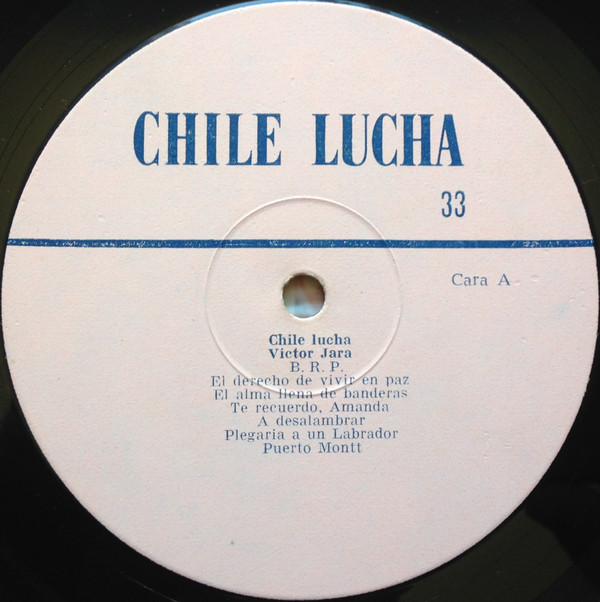 CHILE LUCHA
33
Cara A
Chile lucha
Victor Jara
B. R. P.
El derecho de vivir en paz
El alma llena de banderas
Te recuerdo, Amanda
A desalambrar
Plegaria a un Labrador
Puerto Montt